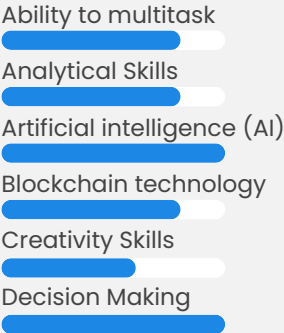 Ability to multitask
Analytical Skills
Artificial intelligence (AI)
Blockchain technology
Creativity Skills
Decision Making